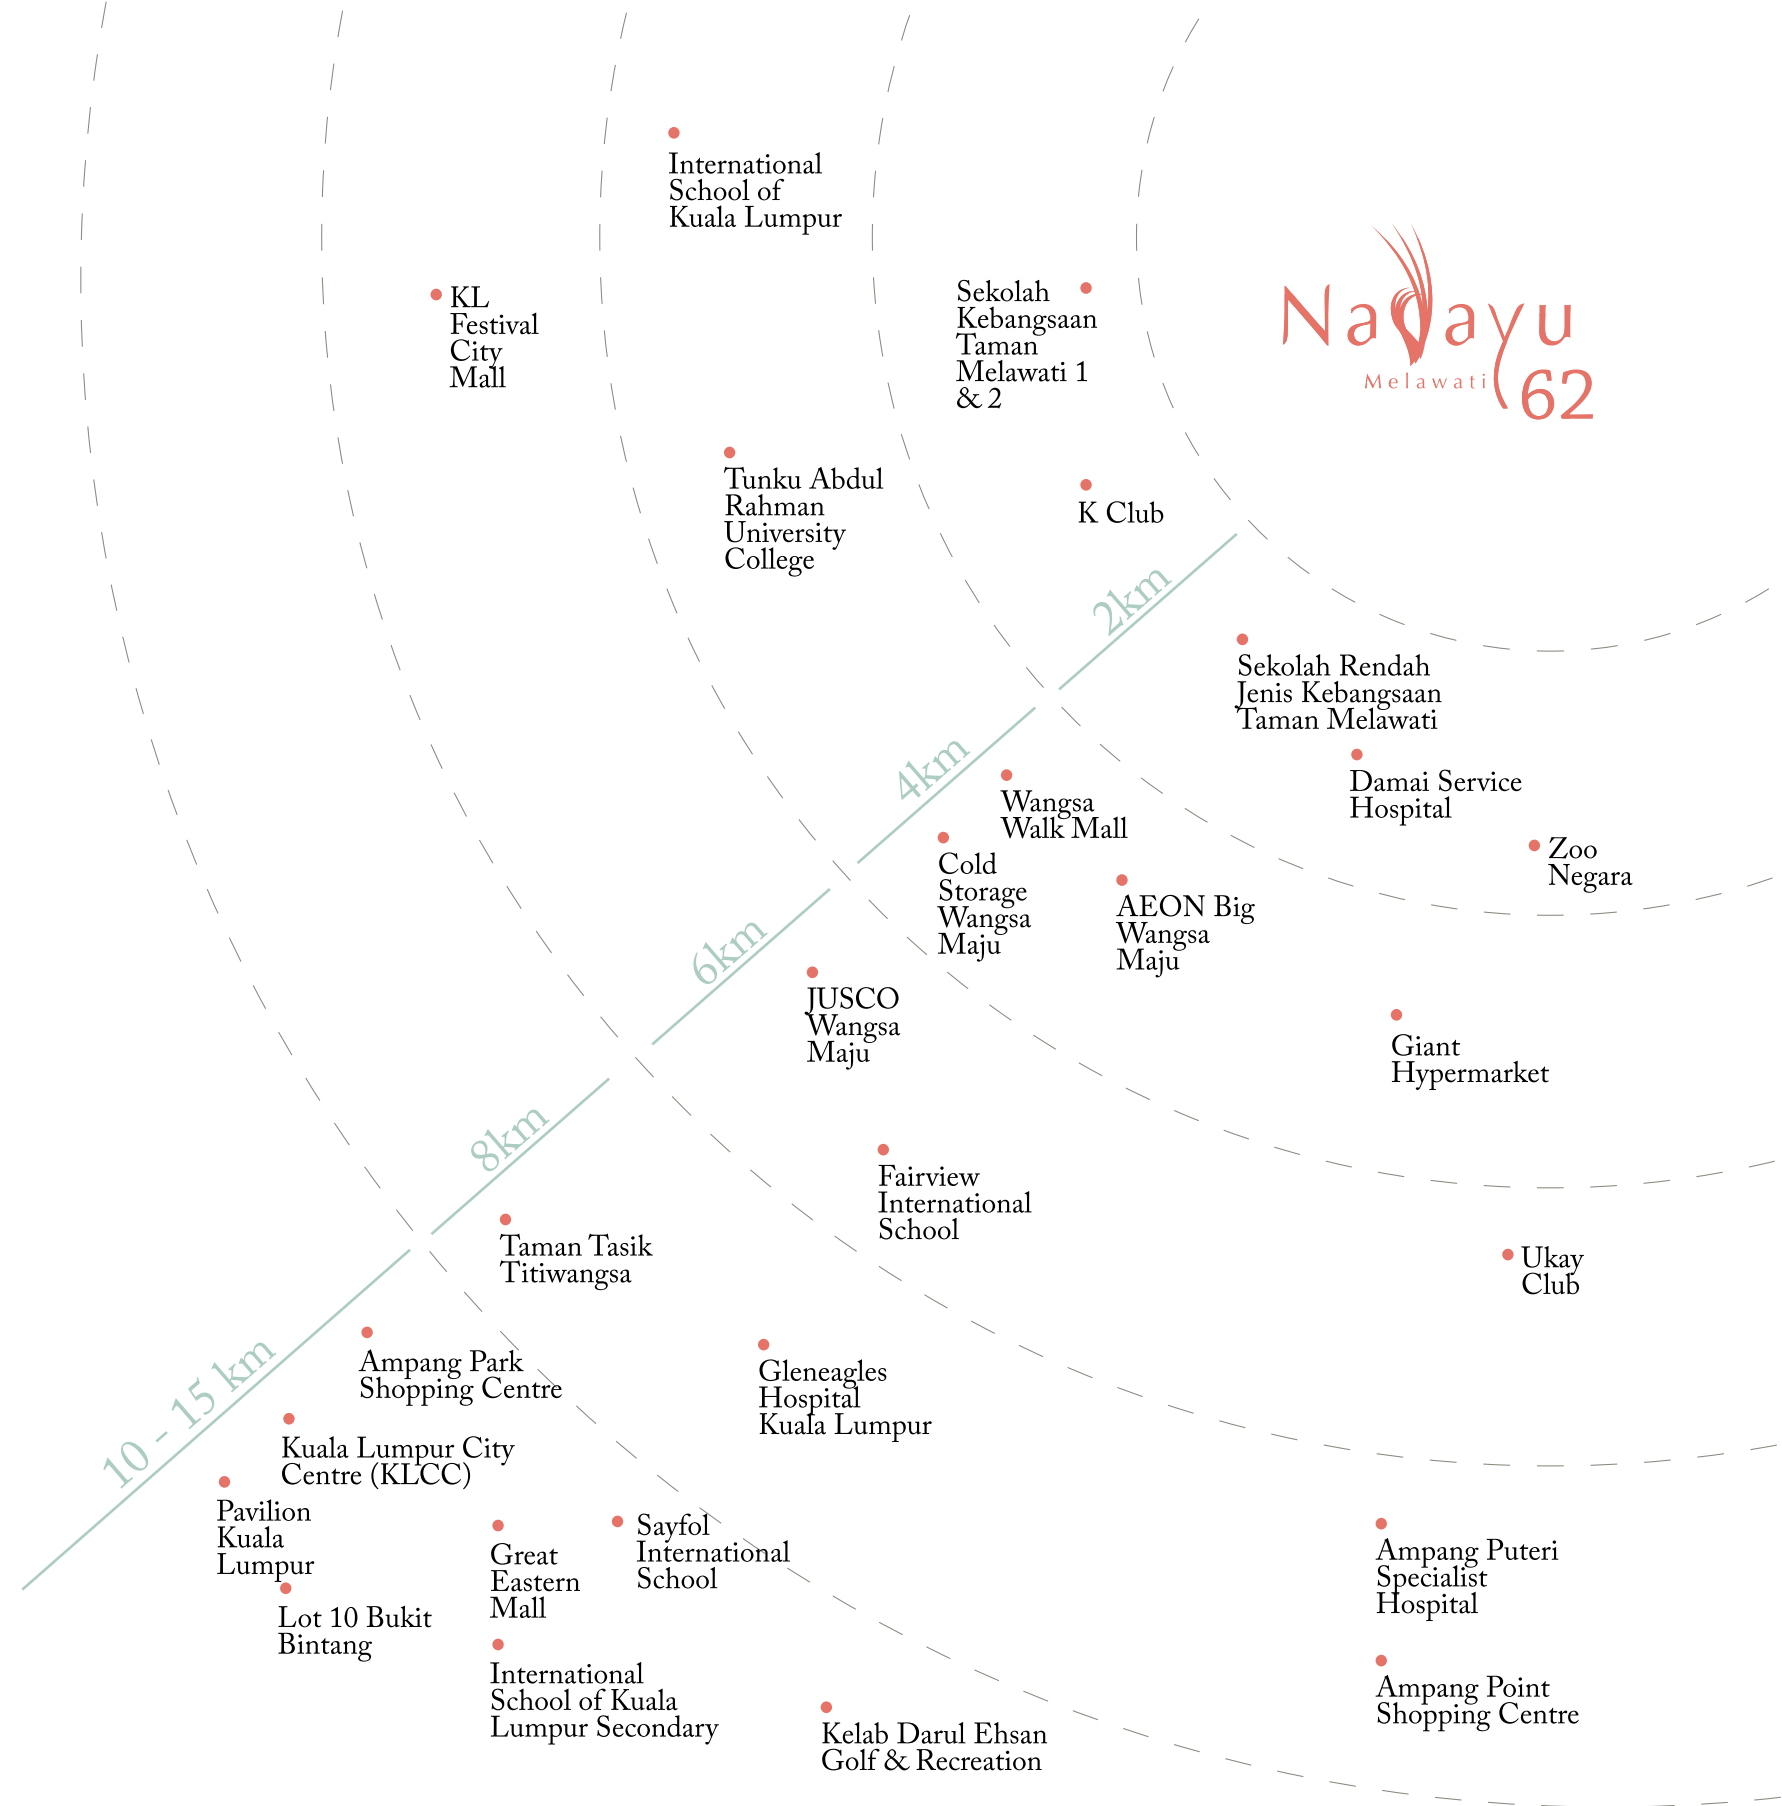 International
School of
Kuala Lumpur
KL
Festival
City
Mall
Sekolah
Kebangsaan
Taman
Melawati 1
& 2
Nadayu
Melawati
62
Tunku Abdul
Rahman
University
College
K Club
2km
Sekolah Rendah
Jenis Kebangsaan
Taman Melawati
4km
Damai Service
Hospital
Wangsa
Walk Mall
Zoo
Negara
Cold
Storage
Wangsa
Maju
AEON Big
Wangsa
Maju
6km
JUSCO
Wangsa
Maju
Giant
Hypermarket
8km
Fairview
International
School
Taman Tasik
Titiwangsa
Ukay
Club
10 - 15 km
Ampang Park
Shopping Centre
Gleneagles
Hospital
Kuala Lumpur
Kuala Lumpur City
Centre (KLCC)
Pavilion
Kuala
Lumpur
Great
Eastern
Mall
Sayfol
International
School
Ampang Puteri
Specialist
Hospital
Lot 10 Bukit
Bintang
International
School of Kuala
Lumpur Secondary
Kelab Darul Ehsan
Golf & Recreation
Ampang Point
Shopping Centre